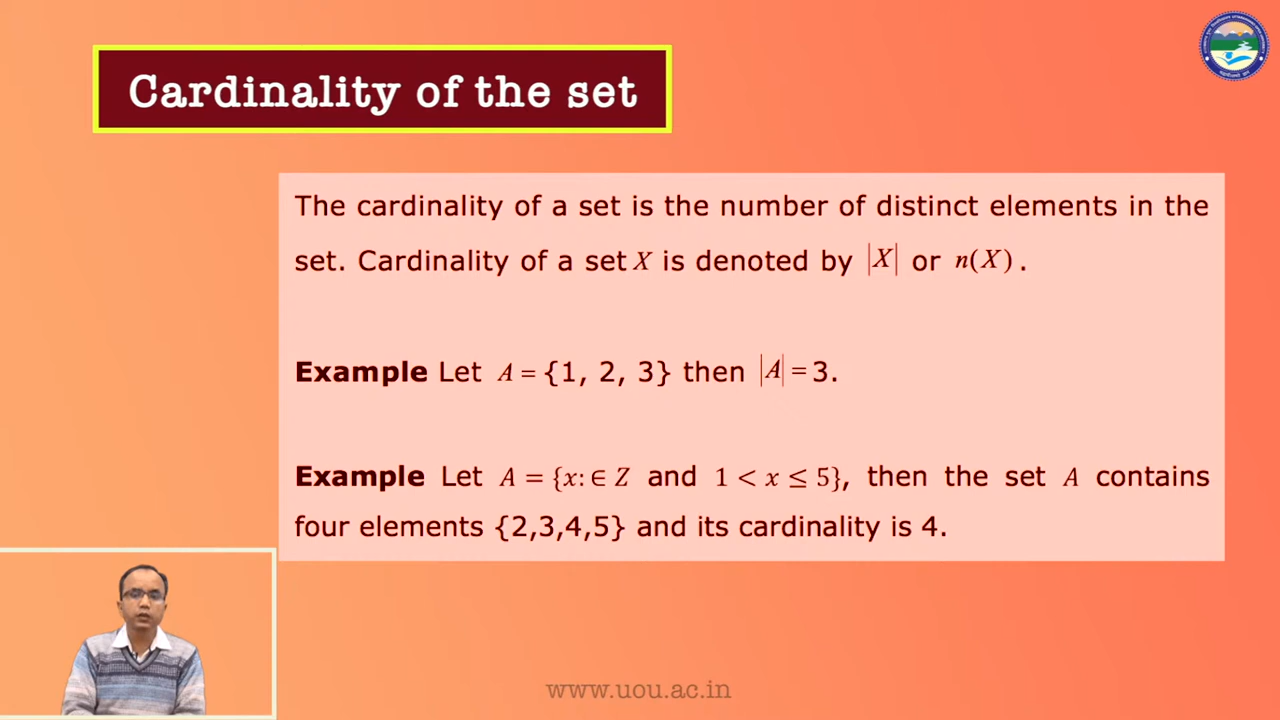 Cardinality of the set
The cardinality of a set is the number of distinct elements in the
set. Cardinality of a set X is denoted by |X| or n(X).
Example Let A = {1, 2, 3} then |A| = 3.
Example Let A = {x: ∈ Z and 1 < x ≤ 5}, then the set A contains
four elements {2,3,4,5} and its cardinality is 4.
www.uou.ac.in